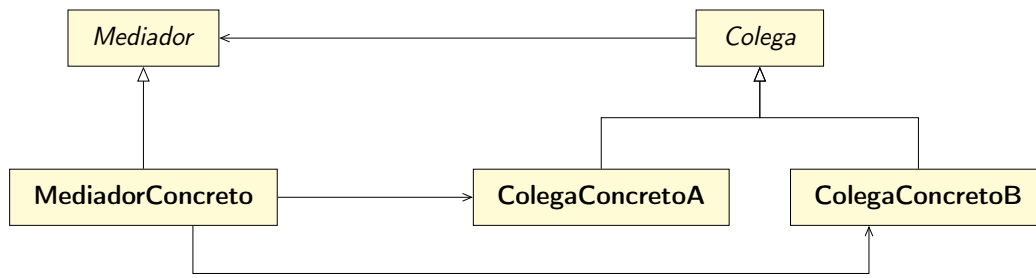 Mediador
Colega
MediadorConcreto
ColegaConcretoA
ColegaConcretoB